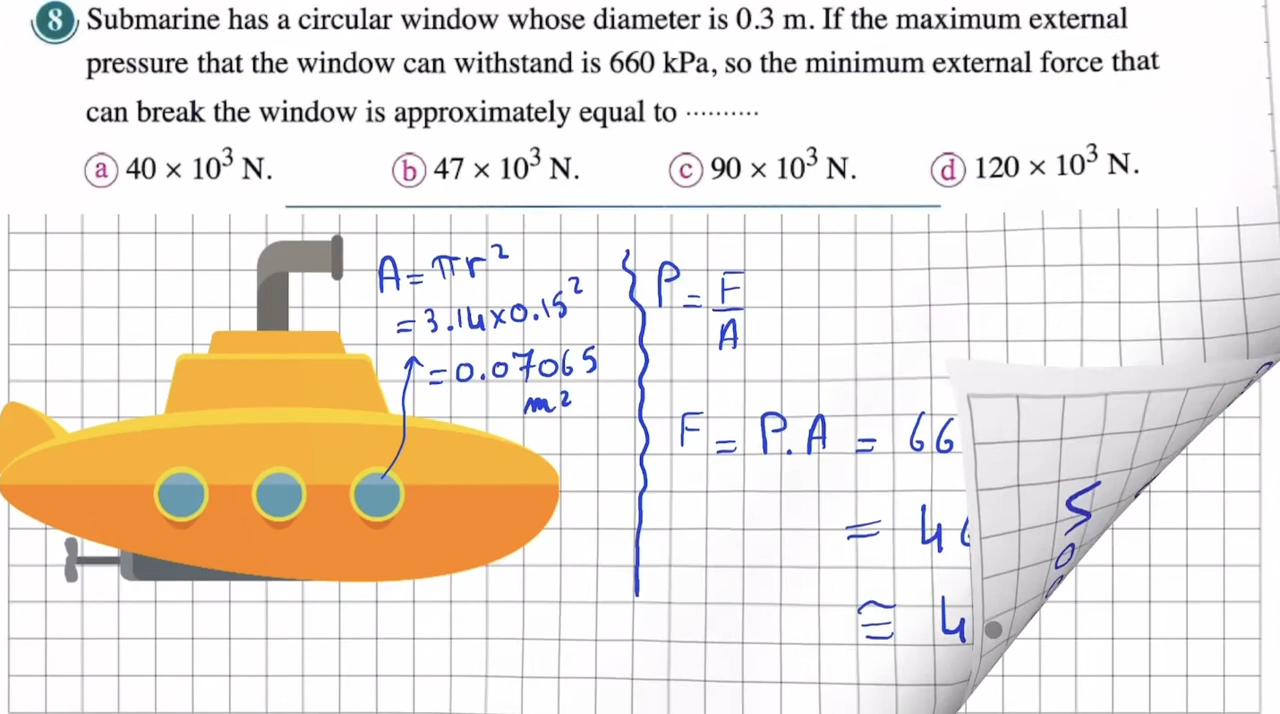 8 Submarine has a circular window whose diameter is 0.3 m. If the maximum external
pressure that the window can withstand is 660 kPa, so the minimum external force that
can break the window is approximately equal to ··········
a 40 × 10³ N. b 47 × 10³ N. c 90 × 10³ N. d 120 × 10³ N.
A = πr²
= 3.14 × 0.15²
= 0.07065
m²
P = F/A
F = P.A = 66
= 4
≅ 4